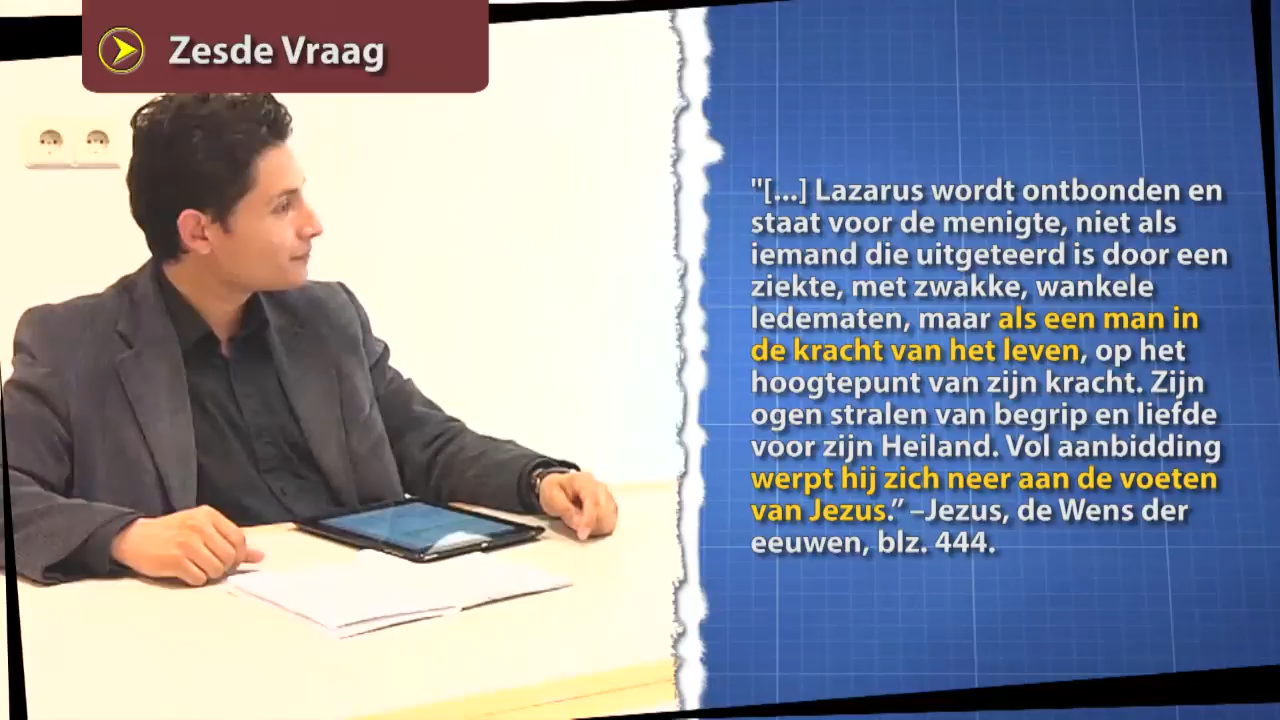 Zesde Vraag
"[...] Lazarus wordt ontbonden en
staat voor de menigte, niet als
iemand die uitgeteerd is door een
ziekte, met zwakke, wankele
ledematen, maar als een man in
de kracht van het leven, op het
hoogtepunt van zijn kracht. Zijn
ogen stralen van begrip en liefde
voor zijn Heiland. Vol aanbidding
werpt hij zich neer aan de voeten
van Jezus.” –Jezus, de Wens der
eeuwen, blz. 444.